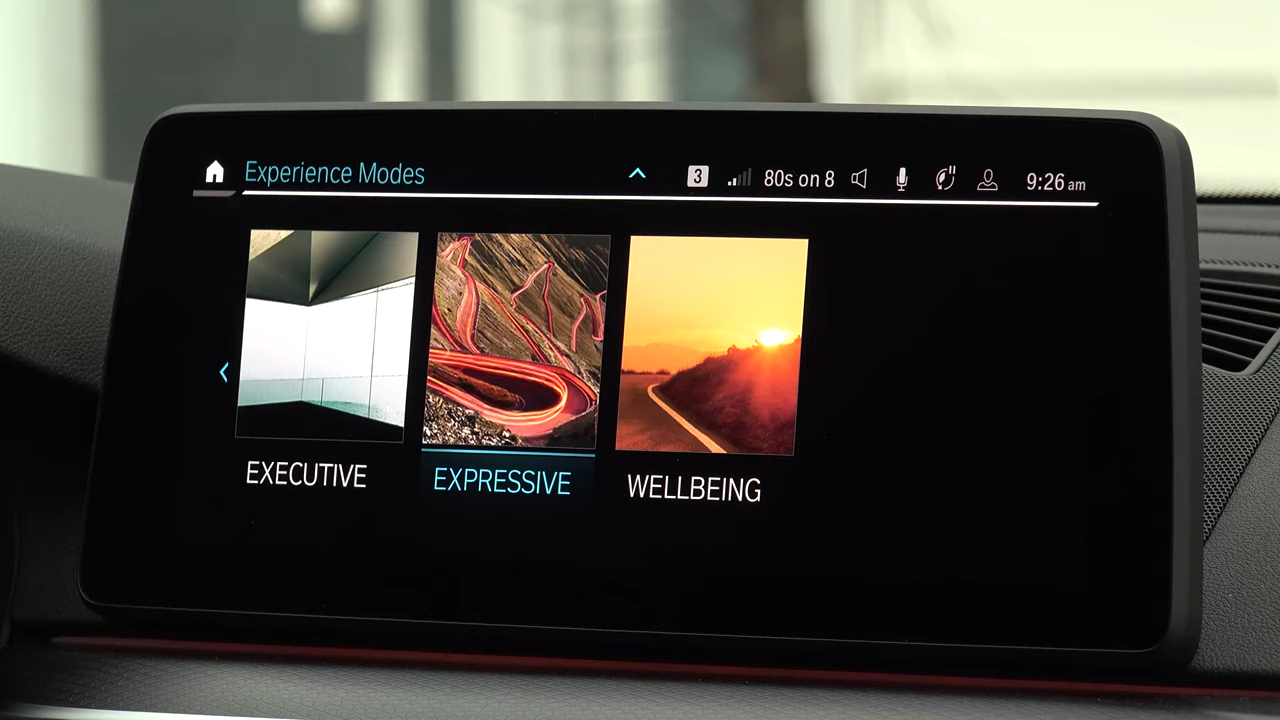 Experience Modes
3
80s on 8
9:26 am
EXECUTIVE
EXPRESSIVE
WELLBEING